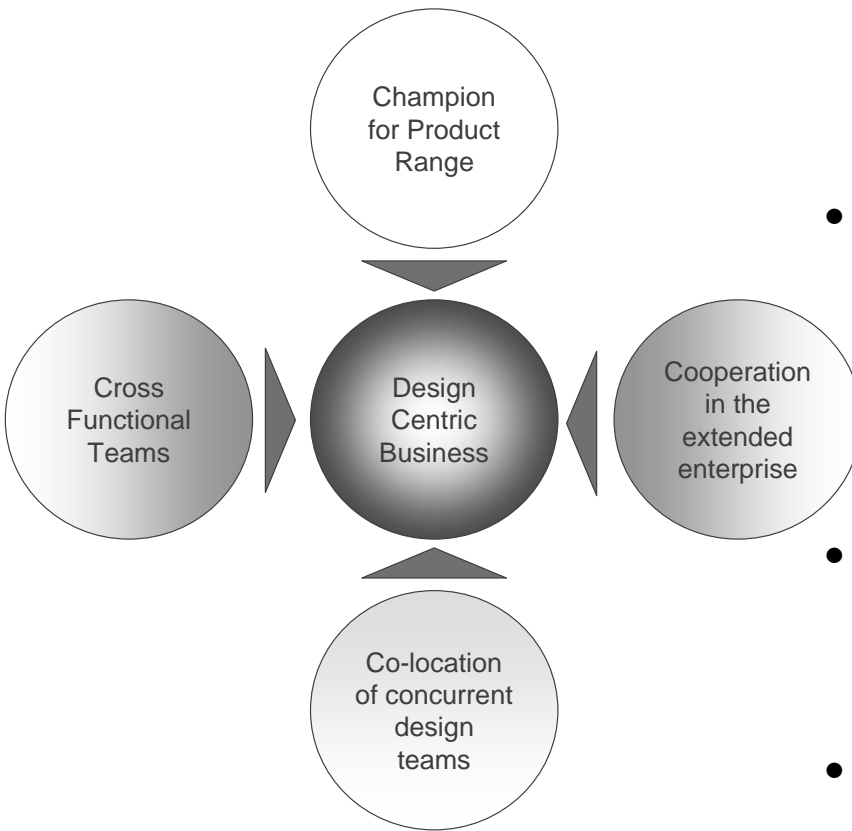 Champion
for Product
Range
Cross
Functional
Teams
Design
Centric
Business
Cooperation
in the
extended
enterprise
Co-location
of concurrent
design
teams